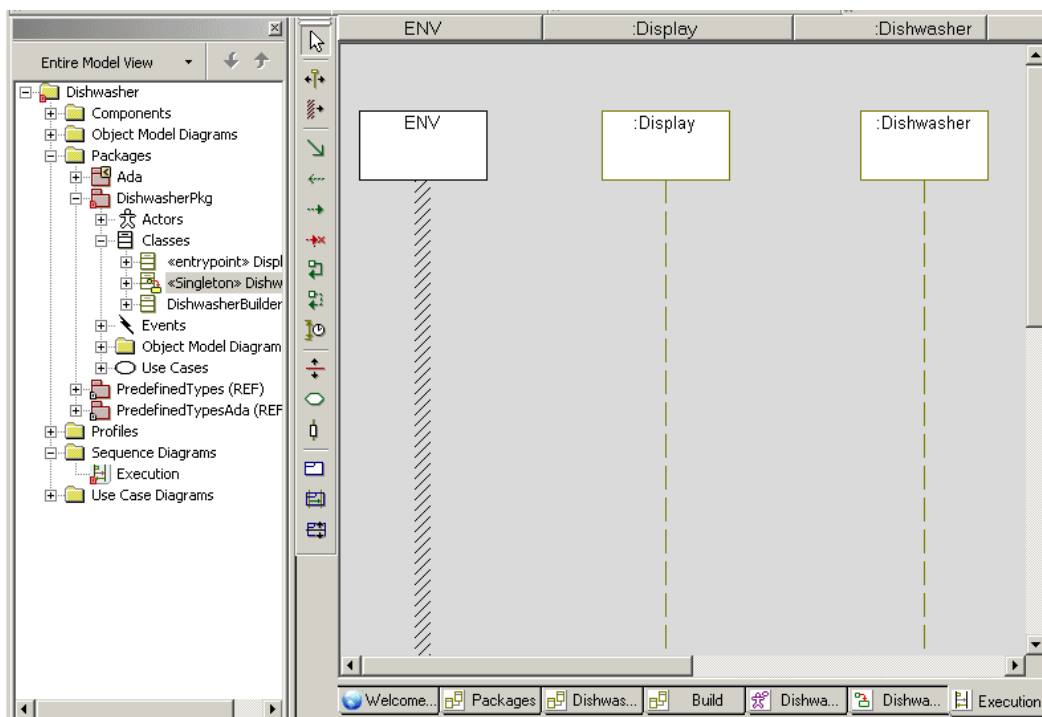 ENV :Display :Dishwasher
Entire Model View
Dishwasher
Components
Object Model Diagrams
Packages
Ada
DishwasherPkg
Actors
Classes
«entrypoint» Displ
«Singleton» Dishw
DishwasherBuilder
Events
Object Model Diagram
Use Cases
PredefinedTypes (REF)
PredefinedTypesAda (REF
Profiles
Sequence Diagrams
Execution
Use Case Diagrams
ENV :Display :Dishwasher
Welcome... Packages Dishwas... Build Dishwa... Dishwa... Execution